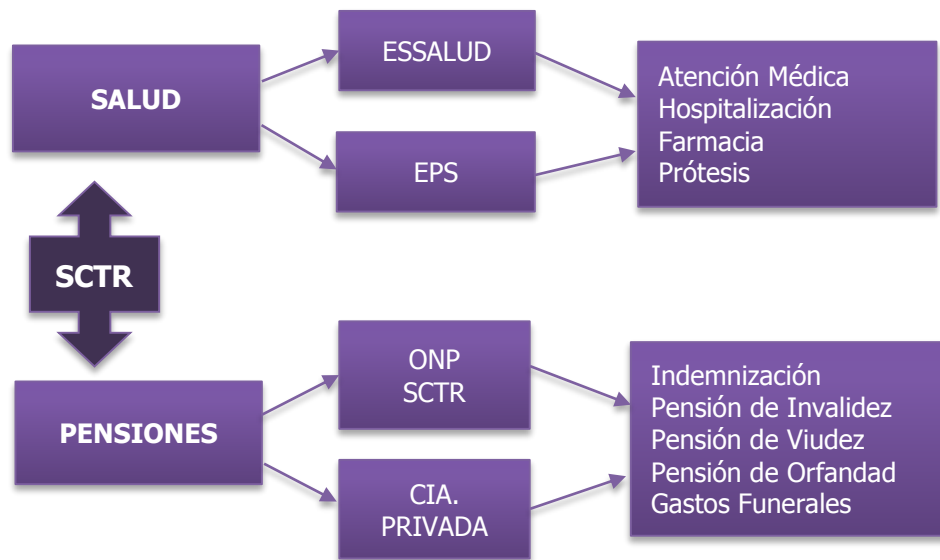 SALUD
ESSALUD
EPS
Atención Médica
Hospitalización
Farmacia
Prótesis
SCTR
PENSIONES
ONP
SCTR
CIA.
PRIVADA
Indemnización
Pensión de Invalidez
Pensión de Viudez
Pensión de Orfandad
Gastos Funerales